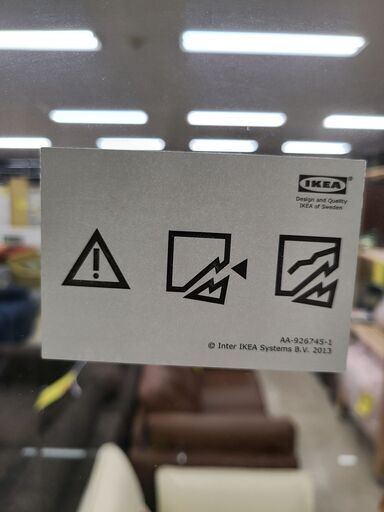 IKEA®
Design and Quality
IKEA of Sweden
AA-926745-1
© Inter IKEA Systems B.V. 2013